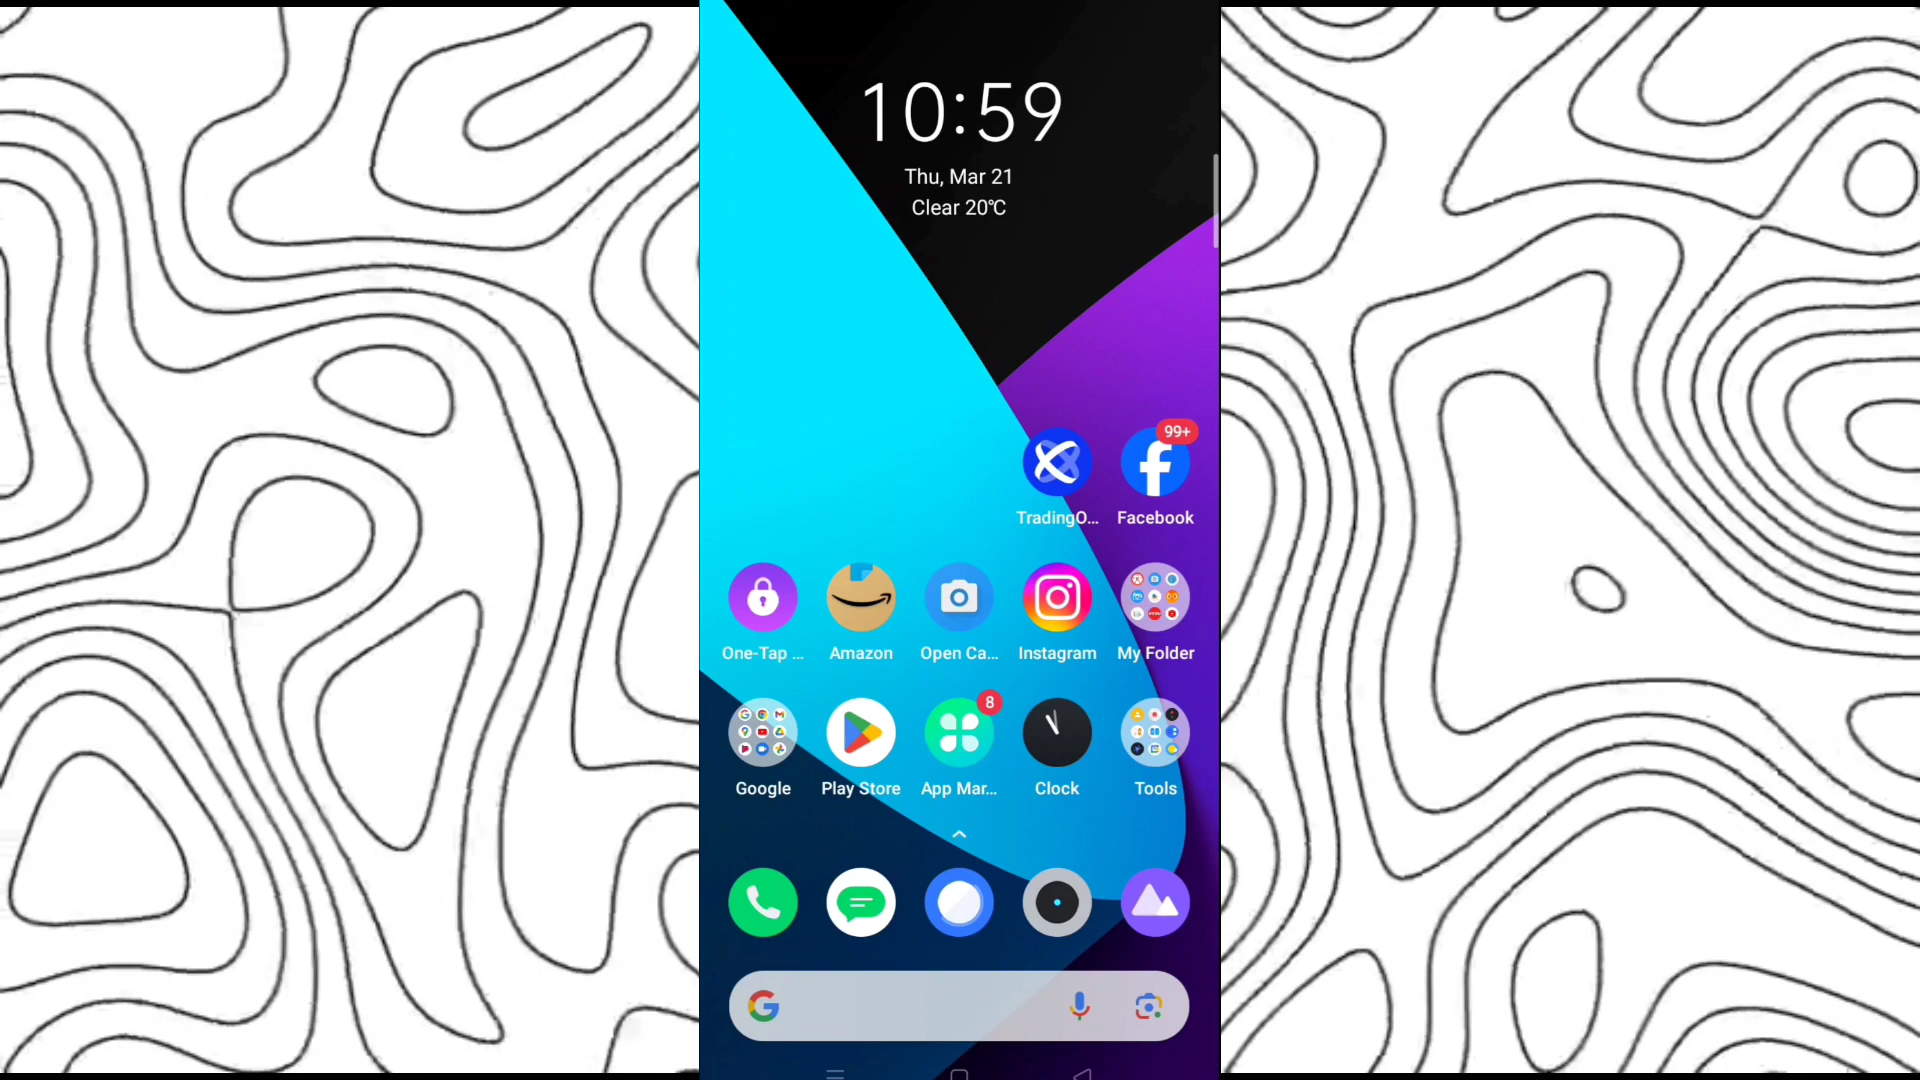 10:59
Thu, Mar 21
Clear 20℃
99+
TradingO...
Facebook
One-Tap ...
Amazon
Open Ca...
Instagram
My Folder
8
Google
Play Store
App Mar...
Clock
Tools